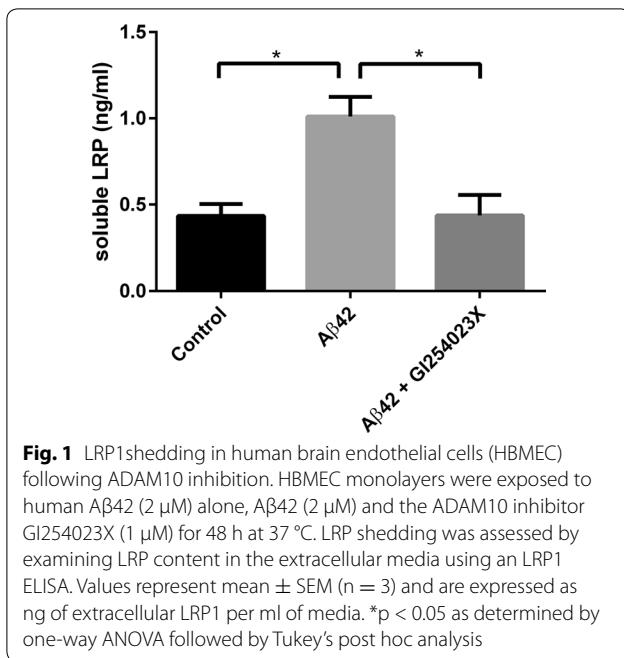 1.5
*
*
1.0
soluble LRP (ng/ml)
0.5
0.0
Control
Aβ42
Aβ42 + GI254023X
Fig. 1 LRP1shedding in human brain endothelial cells (HBMEC)
following ADAM10 inhibition. HBMEC monolayers were exposed to
human Aβ42 (2 μM) alone, Aβ42 (2 μM) and the ADAM10 inhibitor
GI254023X (1 μM) for 48 h at 37 °C. LRP shedding was assessed by
examining LRP content in the extracellular media using an LRP1
ELISA. Values represent mean ± SEM (n = 3) and are expressed as
ng of extracellular LRP1 per ml of media. *p < 0.05 as determined by
one-way ANOVA followed by Tukey’s post hoc analysis